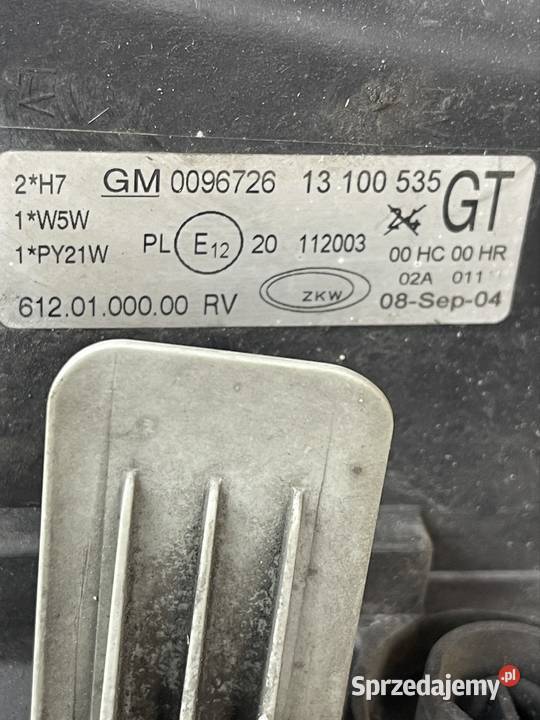 2*H7 GM 0096726 13 100 535 GT
1*W5W
1*PY21W PL E12 20 112003 00 HC 00 HR
02A 011
612.01.000.00 RV ZKW 08-Sep-04
Sprzedajemy.pl